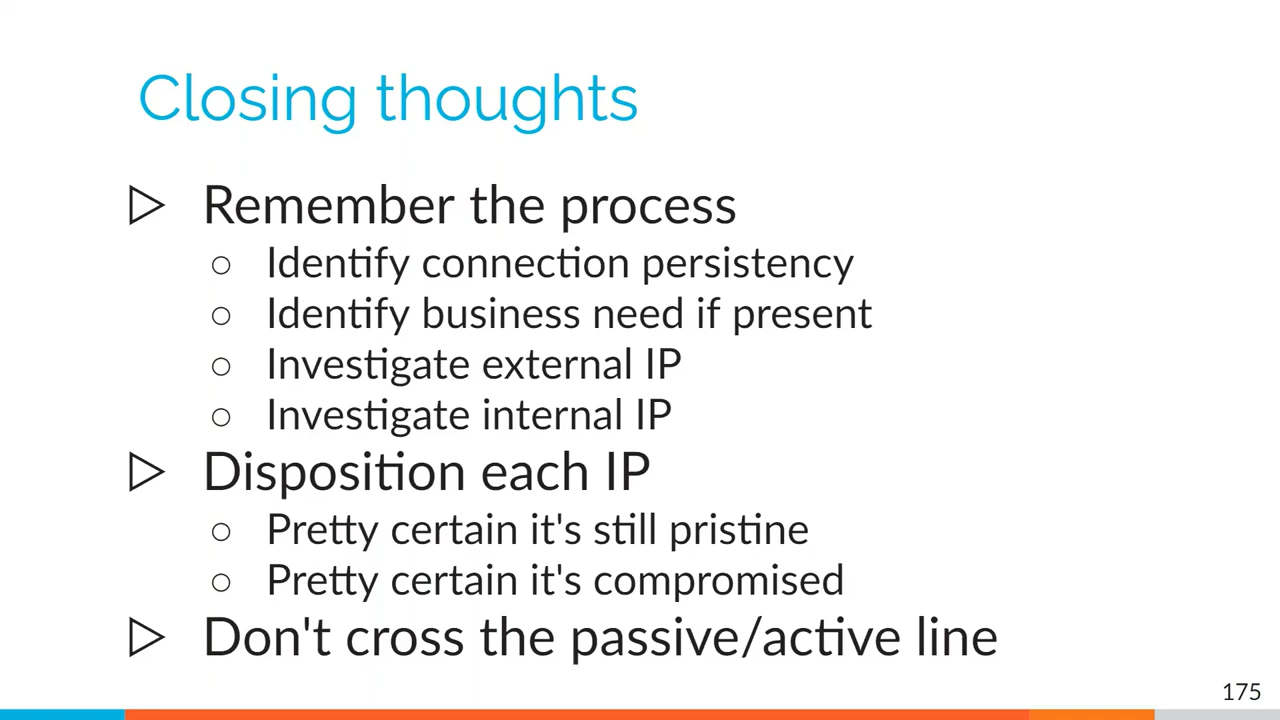 Closing thoughts
▷ Remember the process
○ Identify connection persistency
○ Identify business need if present
○ Investigate external IP
○ Investigate internal IP
▷ Disposition each IP
○ Pretty certain it's still pristine
○ Pretty certain it's compromised
▷ Don't cross the passive/active line
175